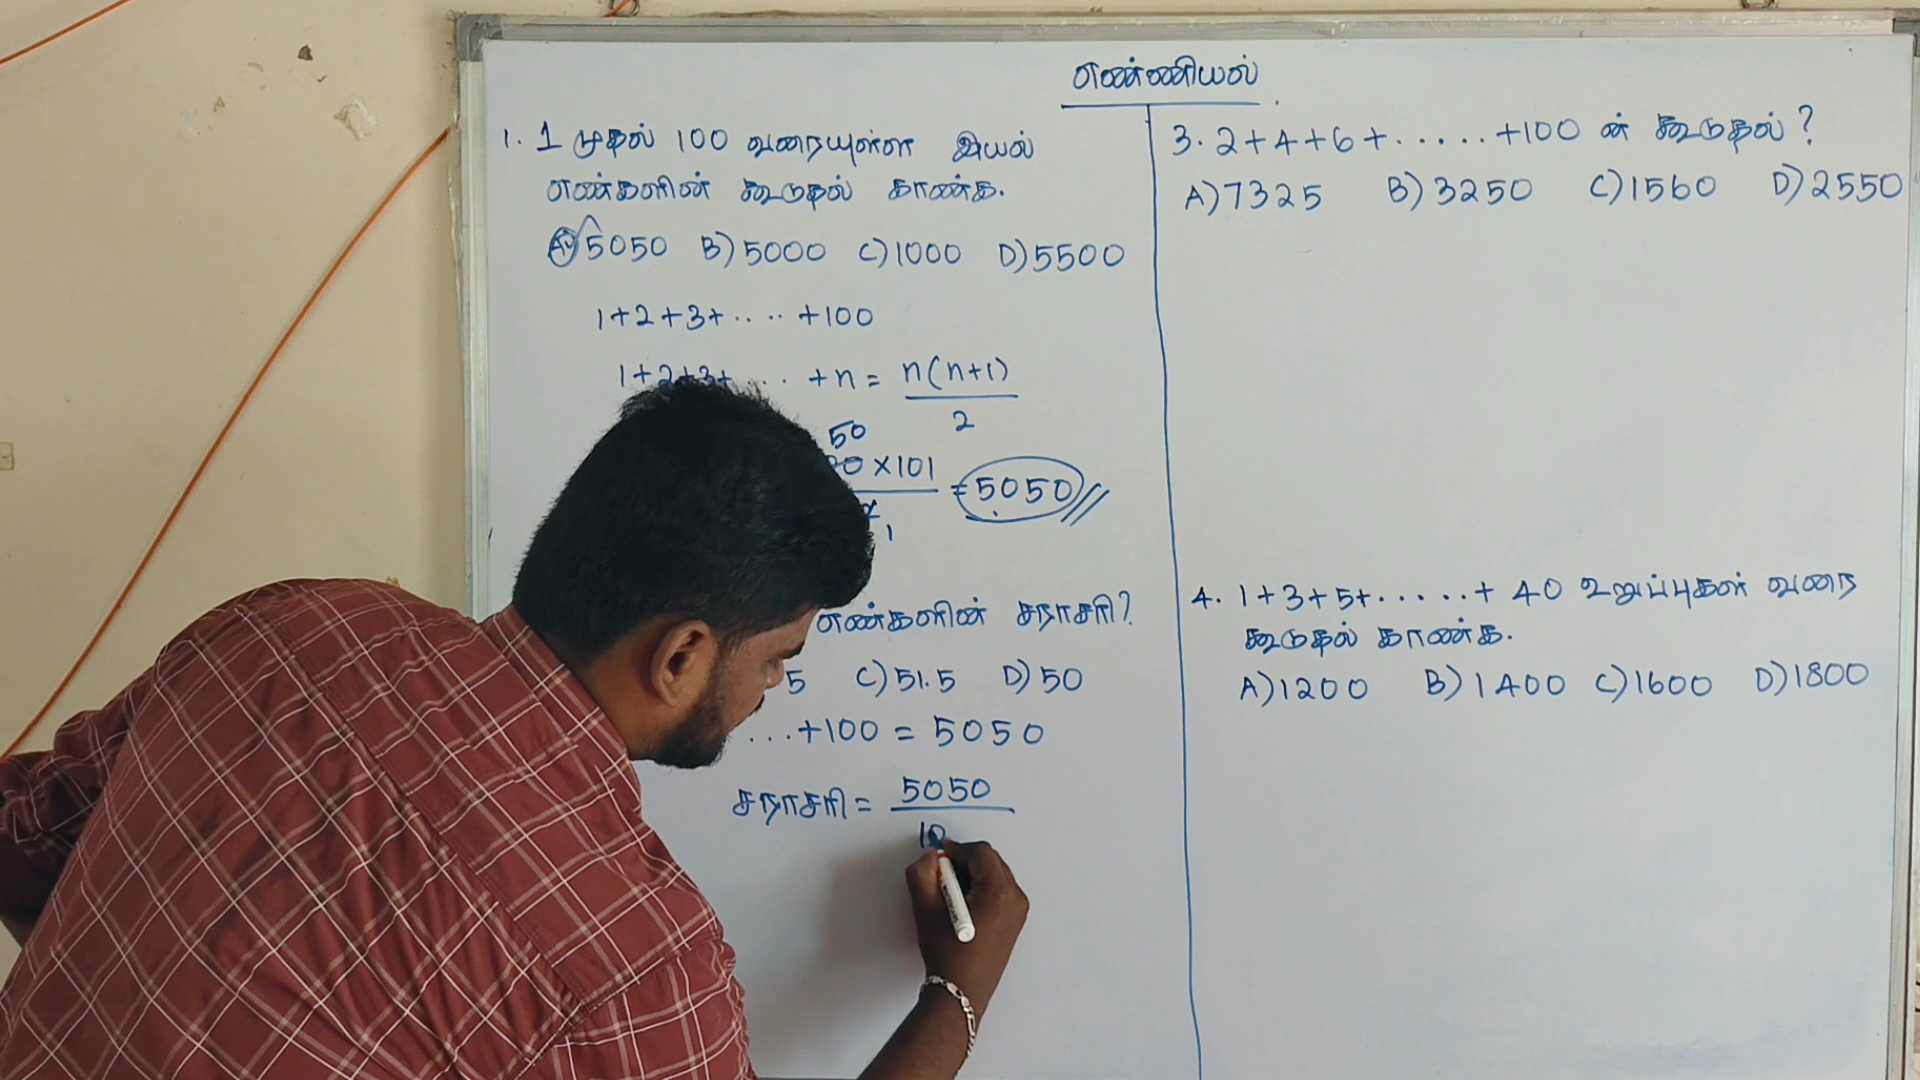 எண்ணியல்
1. 1 முதல் 100 வரையுள்ள இயல்
எண்களின் கூடுதல் காண்க.
A) 5050 B) 5000 C) 1000 D) 5500
1+2+3+.....+100
1+2+3+.... +n = n(n+1)/2
50
×101
= 5050
1
எண்களின் சராசரி?
5 C) 51.5 D) 50
...+100 = 5050
சராசரி = 5050/10
3. 2+4+6+.....+100 ன் கூடுதல்?
A) 7325 B) 3250 C) 1560 D) 2550
4. 1+3+5+.....+ 40 உறுப்புகள் வரை
கூடுதல் காண்க.
A) 1200 B) 1400 C) 1600 D) 1800